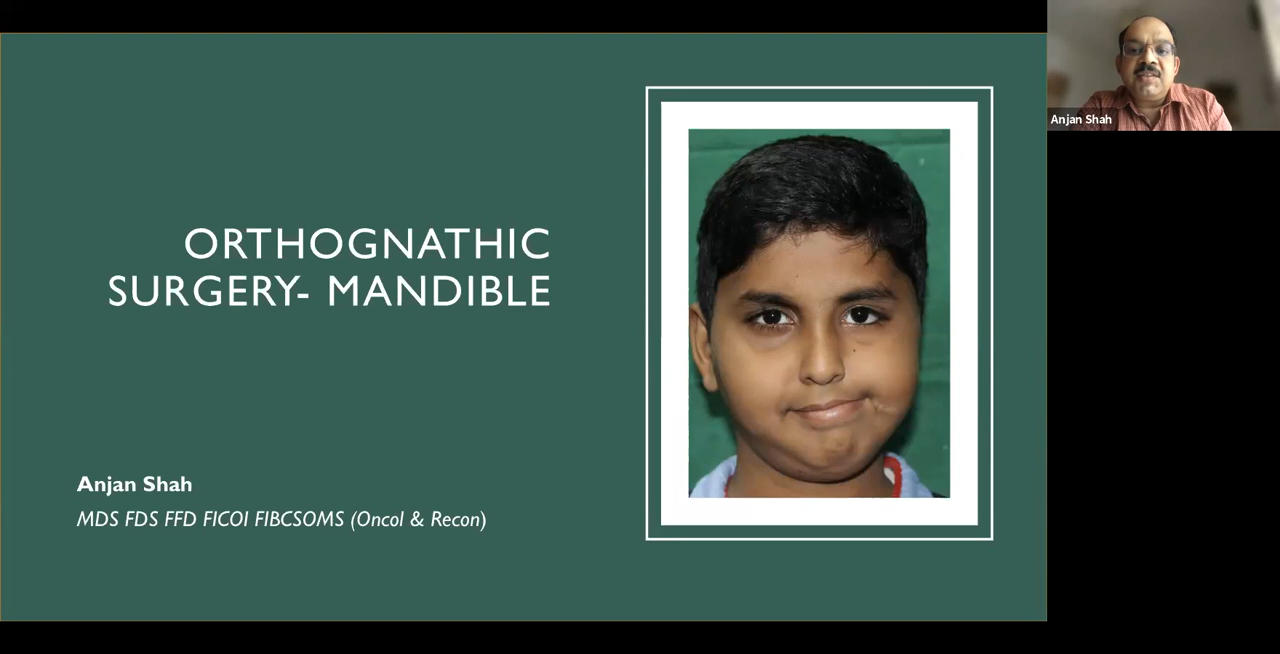 ORTHOGNATHIC
SURGERY- MANDIBLE
Anjan Shah
MDS FDS FFD FICOI FIBCSOMS (Oncol & Recon)
Anjan Shah